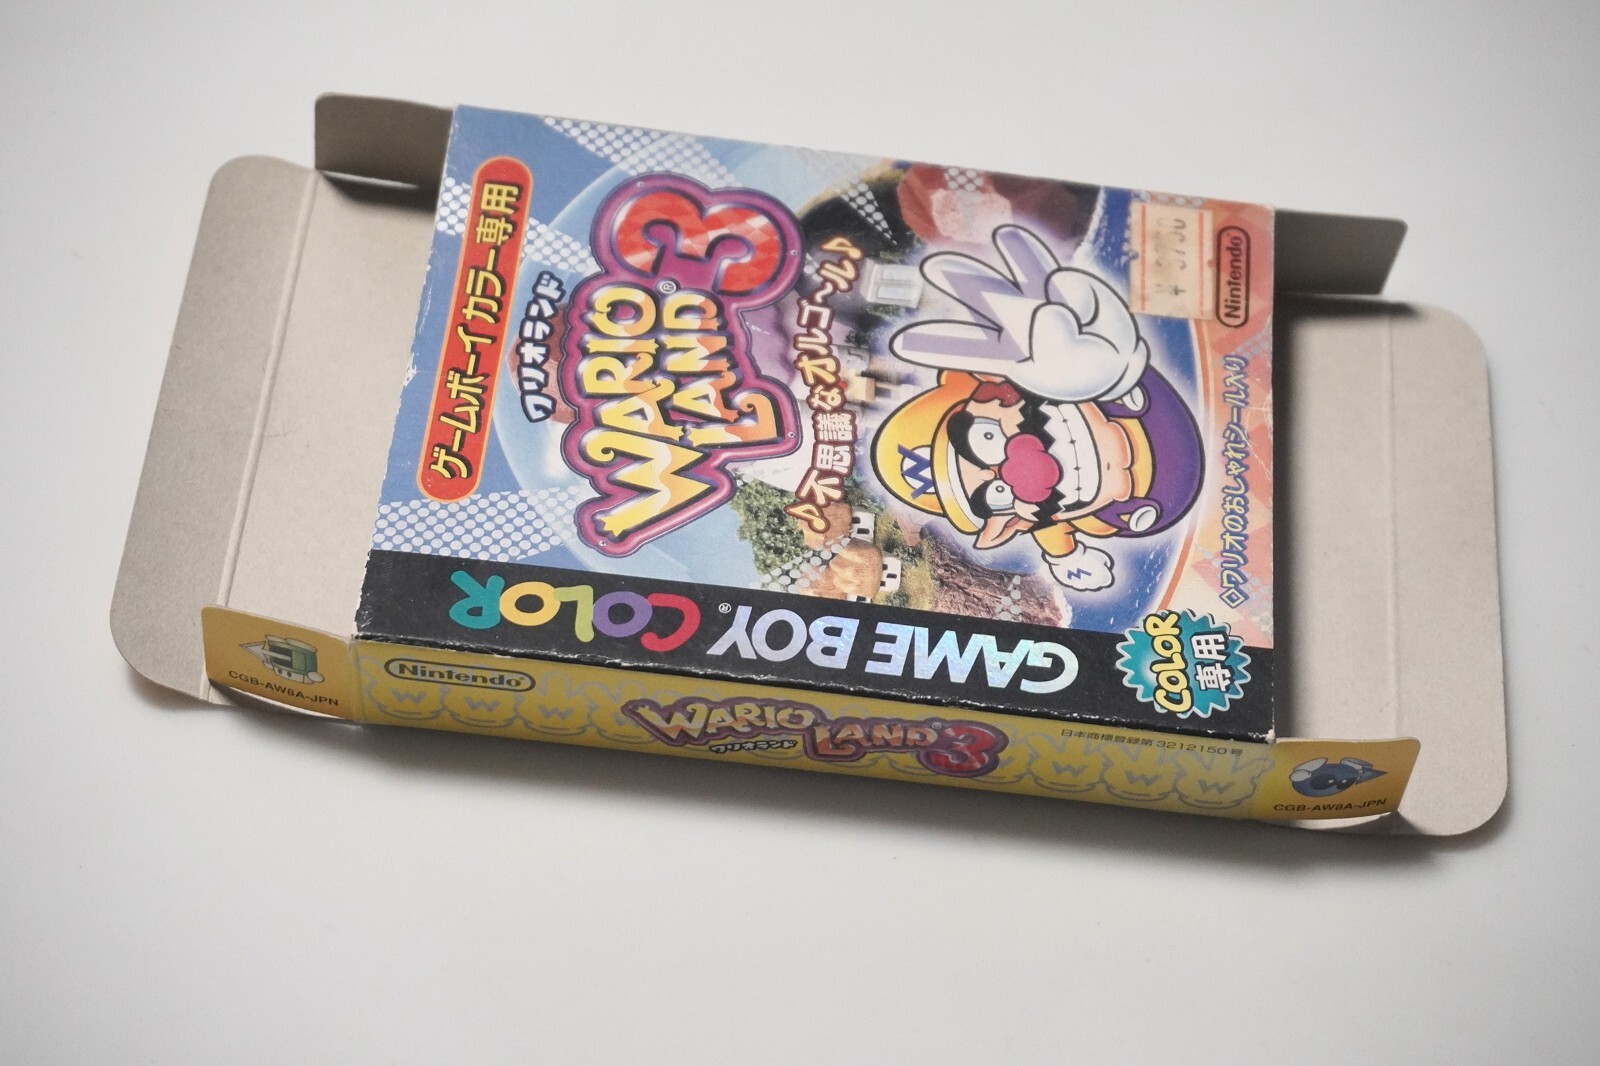 ゲームボーイカラー専用
ワリオランド
WARIO
LAND® 3
♪不思議なオルゴ〜ル♪
Nintendo
◇ワリオのおしゃれシール入り
COLOR
専用
GAME BOY COLOR
®
Nintendo
WARIO LAND 3
ワリオランド
日本商標登録第3212150号
CGB-AW8A-JPN
CGB-AW8A-JPN